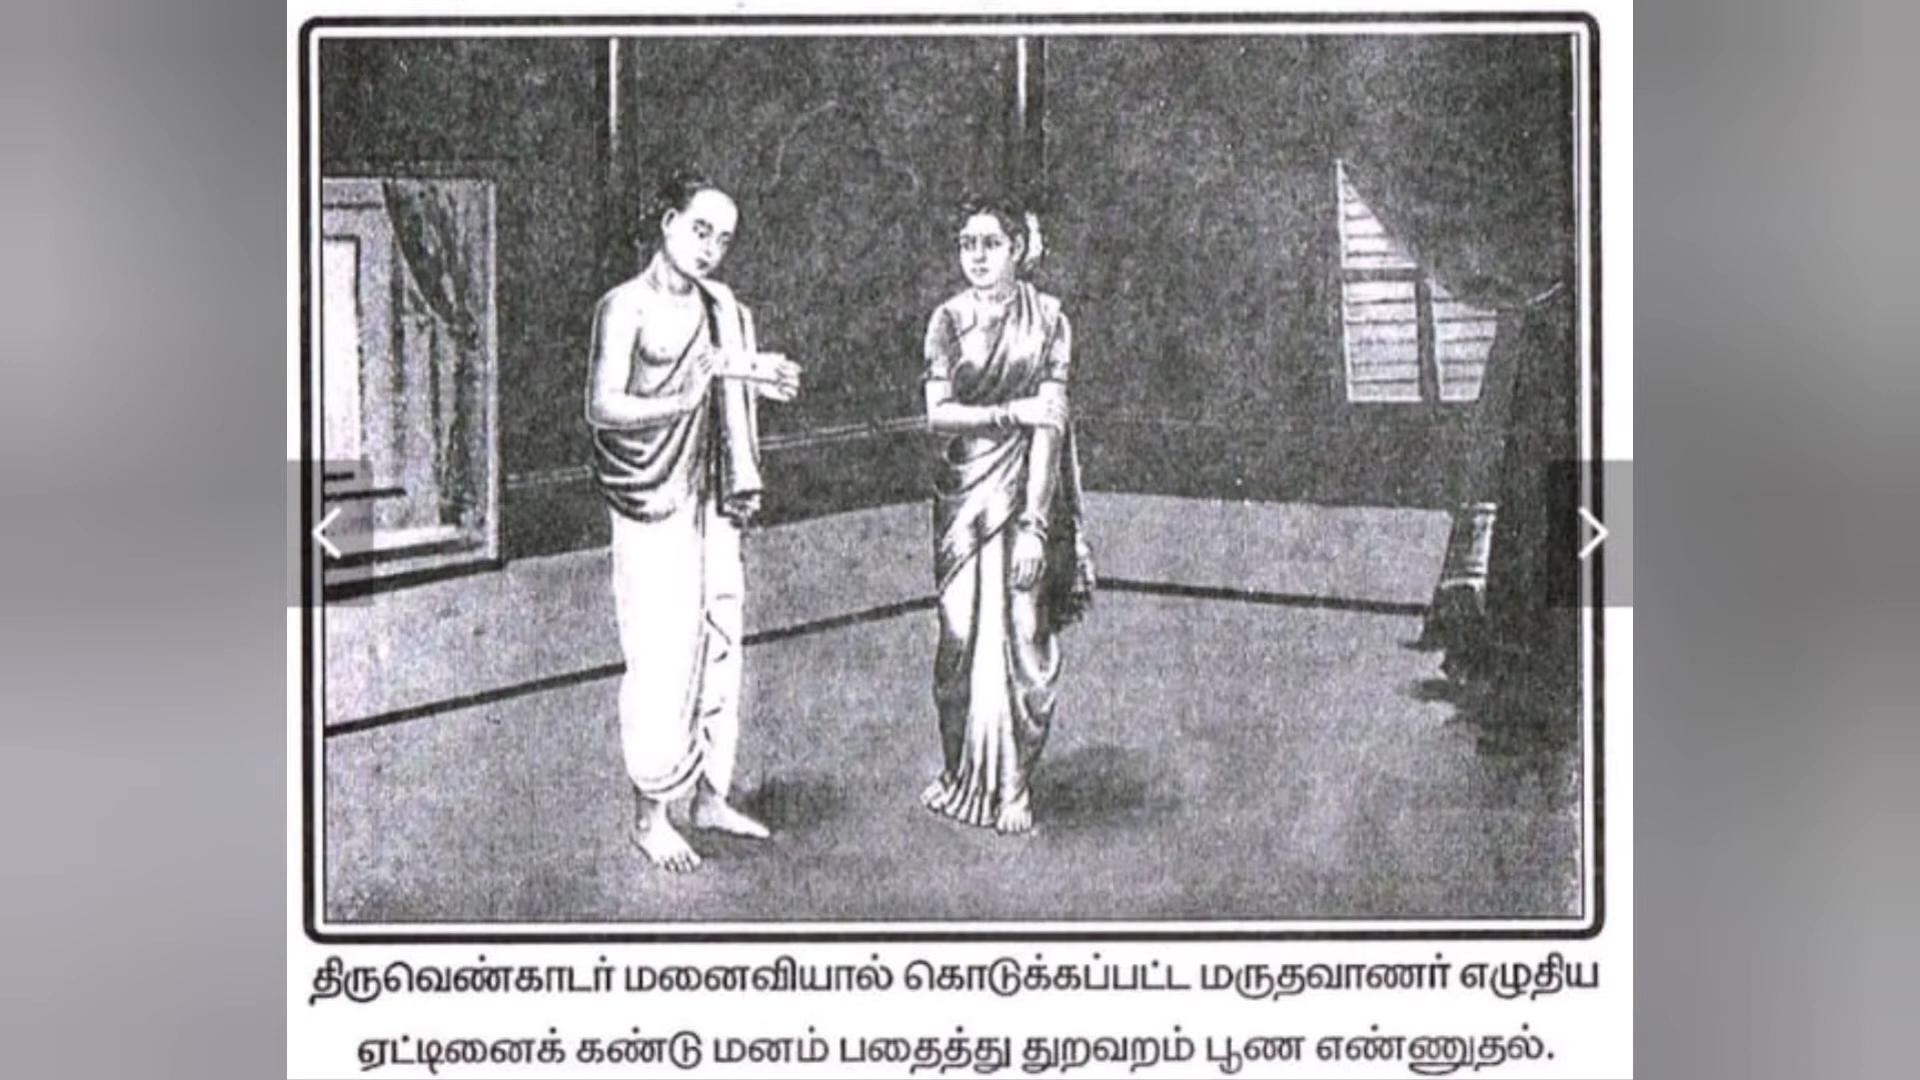 திருவெண்காடர் மனைவியால் கொடுக்கப்பட்ட மருதவாணர் எழுதிய
ஏட்டினைக் கண்டு மனம் பதைத்து துறவறம் பூண எண்ணுதல்.